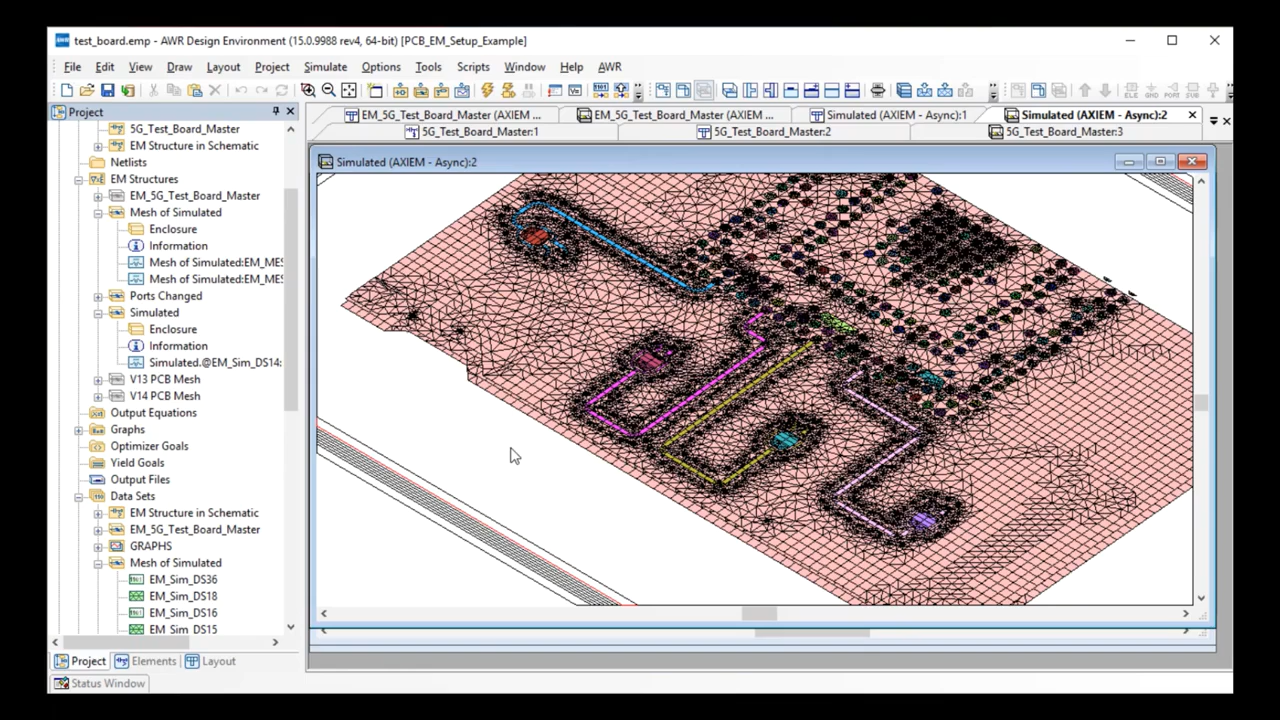 test_board.emp - AWR Design Environment (15.0.9988 rev4, 64-bit) [PCB_EM_Setup_Example]
File Edit View Draw Layout Project Simulate Options Tools Scripts Window Help AWR
Project
EM_5G_Test_Board_Master (AXIEM ...
EM_5G_Test_Board_Master (AXIEM ...
Simulated (AXIEM - Async):1
Simulated (AXIEM - Async):2
5G_Test_Board_Master:1
5G_Test_Board_Master:2
5G_Test_Board_Master:3
Simulated (AXIEM - Async):2
5G_Test_Board_Master
EM Structure in Schematic
Netlists
EM Structures
EM_5G_Test_Board_Master
Mesh of Simulated
Enclosure
Information
Mesh of Simulated:EM_MES
Mesh of Simulated:EM_MES
Ports Changed
Simulated
Enclosure
Information
Simulated.@EM_Sim_DS14:
V13 PCB Mesh
V14 PCB Mesh
Output Equations
Graphs
Optimizer Goals
Yield Goals
Output Files
Data Sets
EM Structure in Schematic
EM_5G_Test_Board_Master
GRAPHS
Mesh of Simulated
EM_Sim_DS36
EM_Sim_DS18
EM_Sim_DS16
EM_Sim_DS15
Project Elements Layout
Status Window